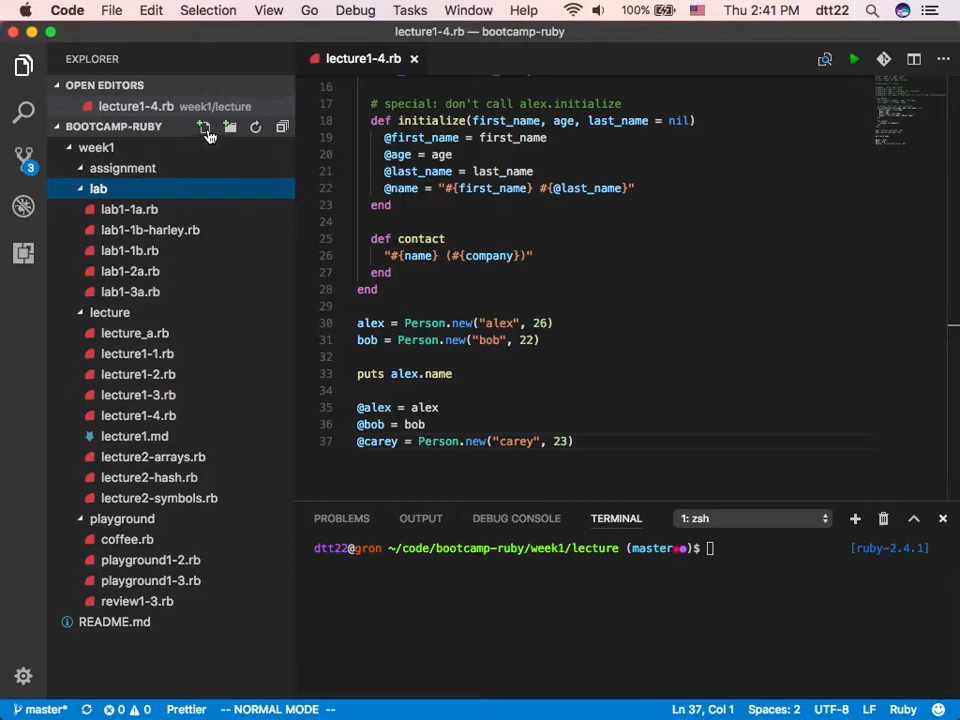 Code File Edit Selection View Go Debug Tasks Window Help 100% Thu 2:41 PM dtt22
lecture1-4.rb — bootcamp-ruby
EXPLORER
OPEN EDITORS
lecture1-4.rb week1/lecture
BOOTCAMP-RUBY
week1
assignment
lab
lab1-1a.rb
lab1-1b-harley.rb
lab1-1b.rb
lab1-2a.rb
lab1-3a.rb
lecture
lecture_a.rb
lecture1-1.rb
lecture1-2.rb
lecture1-3.rb
lecture1-4.rb
lecture1.md
lecture2-arrays.rb
lecture2-hash.rb
lecture2-symbols.rb
playground
coffee.rb
playground1-2.rb
playground1-3.rb
review1-3.rb
README.md
3
lecture1-4.rb
16
17 # special: don't call alex.initialize
18 def initialize(first_name, age, last_name = nil)
19 @first_name = first_name
20 @age = age
21 @last_name = last_name
22 @name = "#{first_name} #{@last_name}"
23 end
24
25 def contact
26 "#{name} (#{company})"
27 end
28 end
29
30 alex = Person.new("alex", 26)
31 bob = Person.new("bob", 22)
32
33 puts alex.name
34
35 @alex = alex
36 @bob = bob
37 @carey = Person.new("carey", 23)
PROBLEMS OUTPUT DEBUG CONSOLE TERMINAL 1: zsh
dtt22@gron ~/code/bootcamp-ruby/week1/lecture (master●●)$ [ruby-2.4.1]
master* 0 0 Prettier -- NORMAL MODE -- Ln 37, Col 1 Spaces: 2 UTF-8 LF Ruby